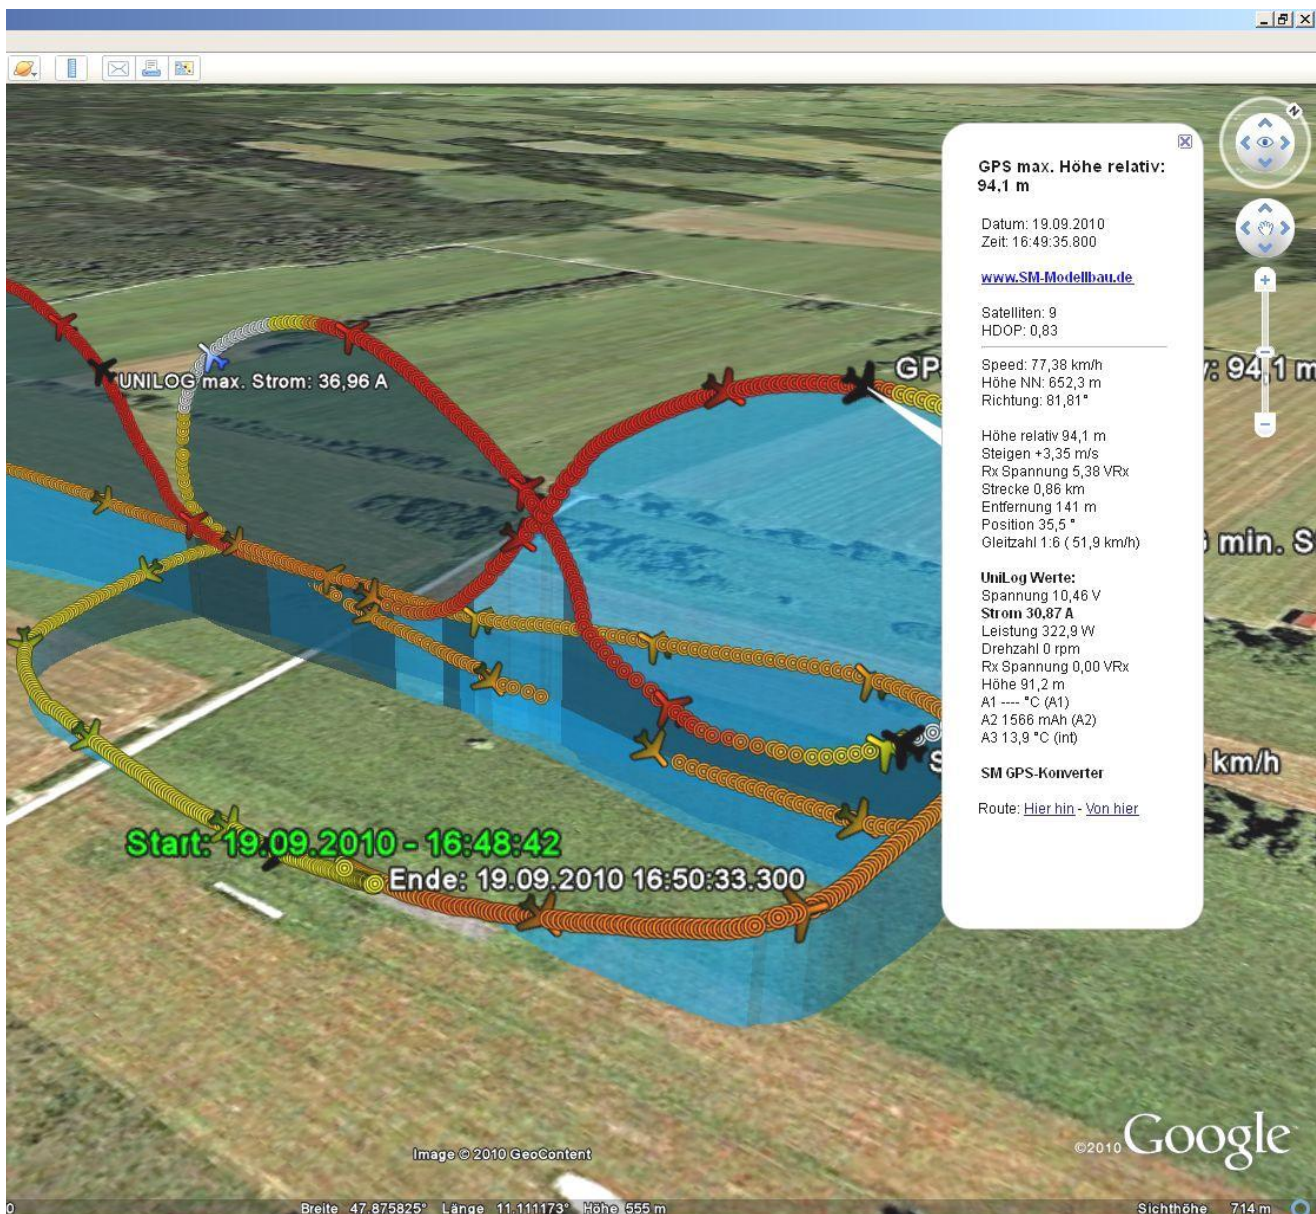 GPS max. Höhe relativ:
94,1 m
Datum: 19.09.2010
Zeit: 16:49:35.800
www.SM-Modellbau.de
Satelliten: 9
HDOP: 0,83
Speed: 77,38 km/h
Höhe NN: 652,3 m
Richtung: 81,81°
Höhe relativ 94,1 m
Steigen +3,35 m/s
Rx Spannung 5,38 VRx
Strecke 0,86 km
Entfernung 141 m
Position 35,5 °
Gleitzahl 1:6 ( 51,9 km/h)
UniLog Werte:
Spannung 10,46 V
Strom 30,87 A
Leistung 322,9 W
Drehzahl 0 rpm
Rx Spannung 0,00 VRx
Höhe 91,2 m
A1 ---- °C (A1)
A2 1566 mAh (A2)
A3 13,9 °C (int)
SM GPS-Konverter
Route: Hier hin - Von hier
N
UNILOG max. Strom: 36,96 A
GP
: 94,1 m
min. S
S
km/h
Start: 19.09.2010 - 16:48:42
Ende: 19.09.2010 16:50:33.300
Image © 2010 GeoContent
©2010 Google
0 Breite 47.875825° Länge 11.111173° Höhe 555 m Sichthöhe 714 m